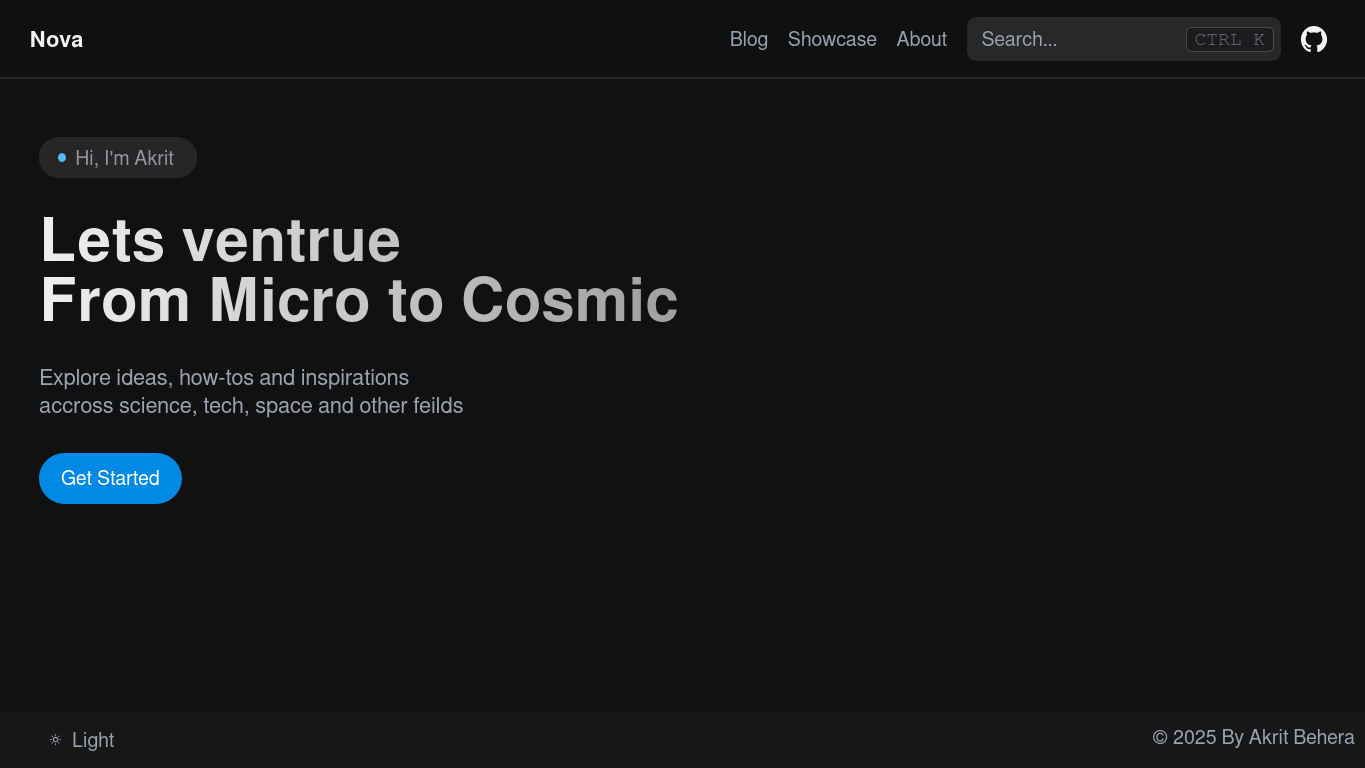 Nova
Blog Showcase About Search... CTRL K
Hi, I'm Akrit
Lets ventrue
From Micro to Cosmic
Explore ideas, how-tos and inspirations
accross science, tech, space and other feilds
Get Started
Light
© 2025 By Akrit Behera